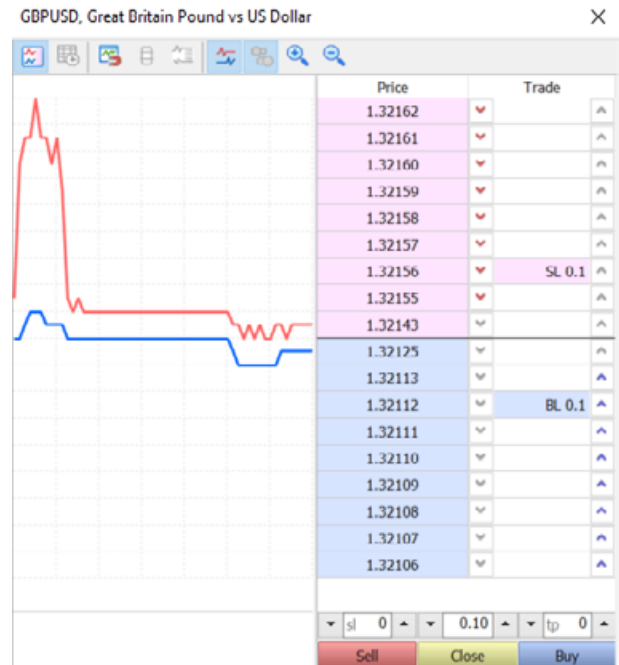 GBPUSD, Great Britain Pound vs US Dollar
Price Trade
1.32162
1.32161
1.32160
1.32159
1.32158
1.32157
1.32156 SL 0.1
1.32155
1.32143
1.32125
1.32113
1.32112 BL 0.1
1.32111
1.32110
1.32109
1.32108
1.32107
1.32106
sl 0 0.10 tp 0
Sell Close Buy